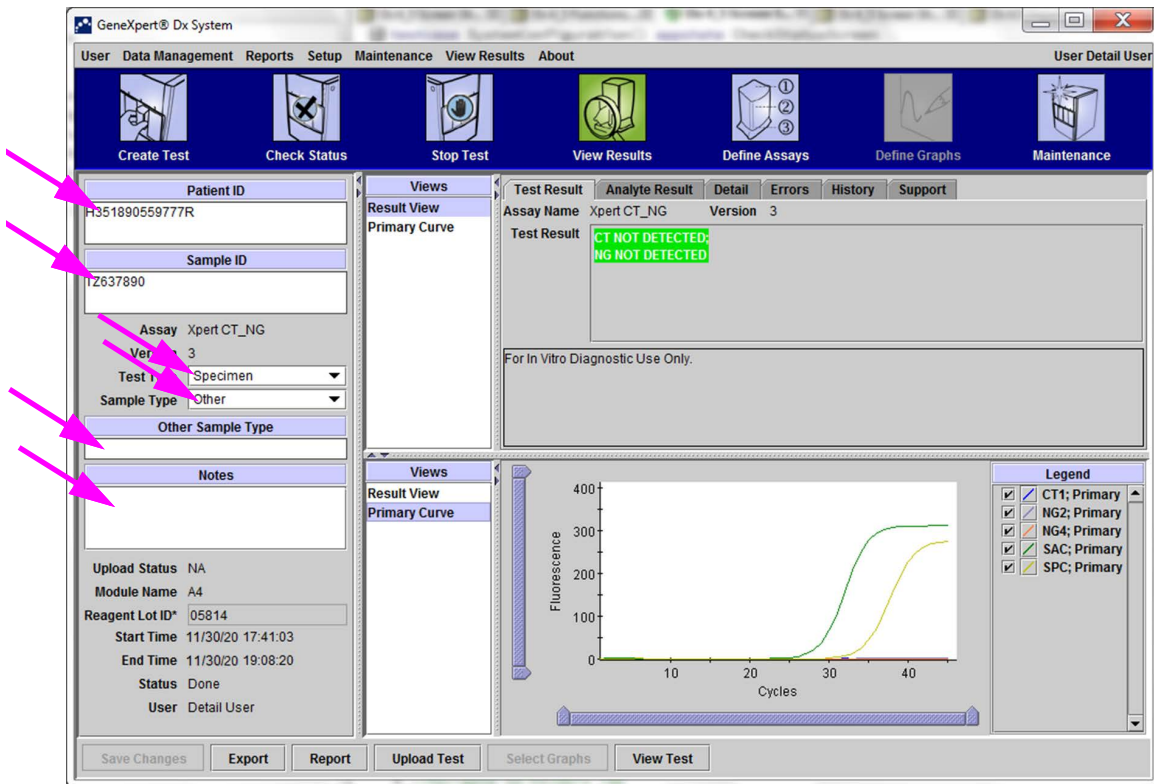 GeneXpert® Dx System
User Data Management Reports Setup Maintenance View Results About User Detail User
Create Test Check Status Stop Test View Results Define Assays Define Graphs Maintenance
Patient ID
H351890559777R
Sample ID
TZ637890
Assay Xpert CT_NG
Version 3
Test Type Specimen
Sample Type Other
Other Sample Type
Notes
Upload Status NA
Module Name A4
Reagent Lot ID* 05814
Start Time 11/30/20 17:41:03
End Time 11/30/20 19:08:20
Status Done
User Detail User
Views
Result View
Primary Curve
Test Result Analyte Result Detail Errors History Support
Assay Name Xpert CT_NG Version 3
Test Result CT NOT DETECTED;
NG NOT DETECTED
For In Vitro Diagnostic Use Only.
Views
Result View
Primary Curve
400
300
200
100
0
Fluorescence
10 20 30 40
Cycles
Legend
CT1; Primary
NG2; Primary
NG4; Primary
SAC; Primary
SPC; Primary
Save Changes Export Report Upload Test Select Graphs View Test